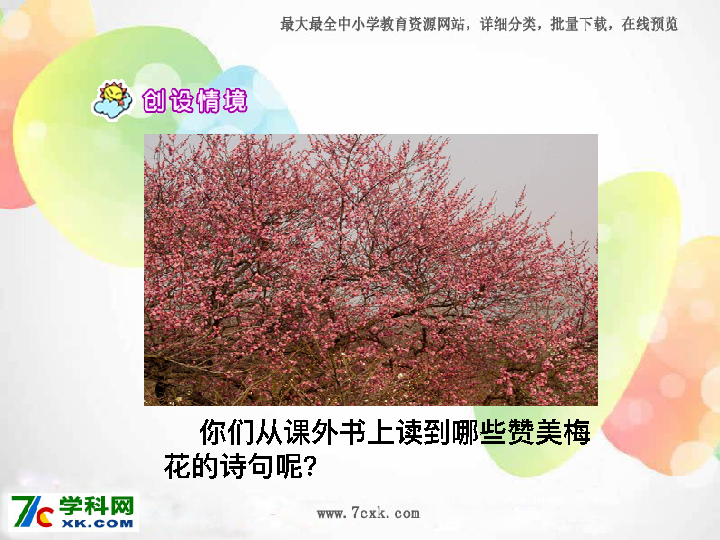 最大最全中小学教育资源网站，详细分类，批量下载，在线预览
创设情境
你们从课外书上读到哪些赞美梅
花的诗句呢?
7c学科网
XK.COM
www.7cxk.com